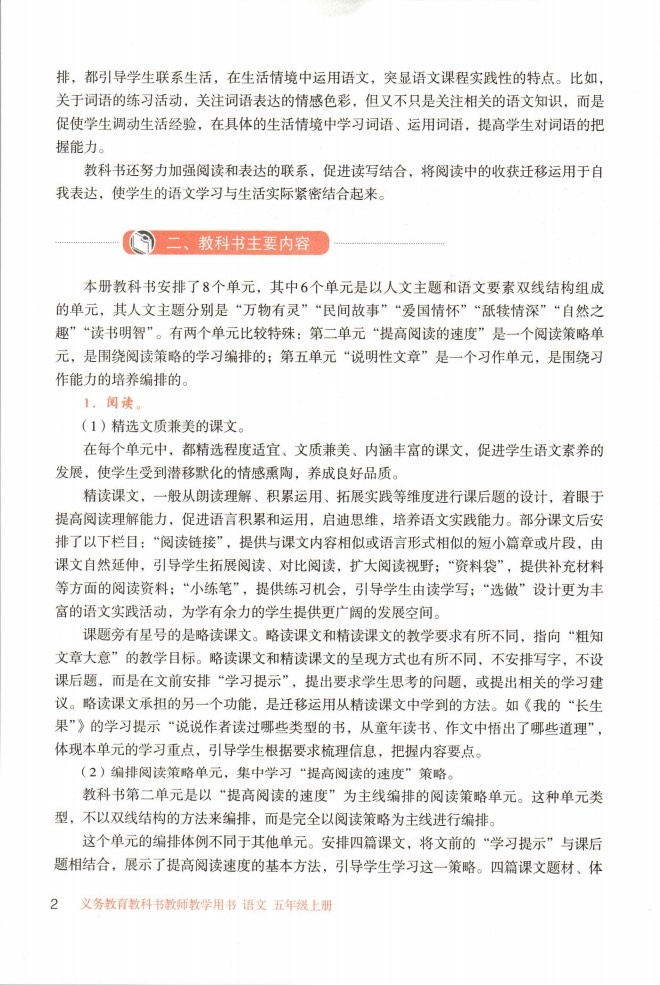 排，都引导学生联系生活，在生活情境中运用语文，突显语文课程实践性的特点。比如，
关于词语的练习活动，关注词语表达的情感色彩，但又不只是关注相关的语文知识，而是
促使学生调动生活经验，在具体的生活情境中学习词语、运用词语，提高学生对词语的把
握能力。
教科书还努力加强阅读和表达的联系，促进读写结合，将阅读中的收获迁移运用于自
我表达，使学生的语文学习与生活实际紧密结合起来。
二、教科书主要内容
本册教科书安排了8个单元，其中6个单元是以人文主题和语文要素双线结构组成
的单元，其人文主题分别是“万物有灵”“民间故事”“爱国情怀”“舐犊情深”“自然之
趣”“读书明智”。有两个单元比较特殊：第二单元“提高阅读的速度”是一个阅读策略单
元，是围绕阅读策略的学习编排的；第五单元“说明性文章”是一个习作单元，是围绕习
作能力的培养编排的。
1. 阅读。
（1）精选文质兼美的课文。
在每个单元中，都精选程度适宜、文质兼美、内涵丰富的课文，促进学生语文素养的
发展，使学生受到潜移默化的情感熏陶，养成良好品质。
精读课文，一般从朗读理解、积累运用、拓展实践等维度进行课后题的设计，着眼于
提高阅读理解能力，促进语言积累和运用，启迪思维，培养语文实践能力。部分课文后安
排了以下栏目：“阅读链接”，提供与课文内容相似或语言形式相似的短小篇章或片段，由
课文自然延伸，引导学生拓展阅读、对比阅读，扩大阅读视野；“资料袋”，提供补充材料
等方面的阅读资料；“小练笔”，提供练习机会，引导学生由读学写；“选做”设计更为丰
富的语文实践活动，为学有余力的学生提供更广阔的发展空间。
课题旁有星号的是略读课文。略读课文和精读课文的教学要求有所不同，指向“粗知
文章大意”的教学目标。略读课文和精读课文的呈现方式也有所不同，不安排写字，不设
课后题，而是在文前安排“学习提示”，提出要求学生思考的问题，或提出相关的学习建
议。略读课文承担的另一个功能，是迁移运用从精读课文中学到的方法。如《我的“长生
果”》的学习提示“说说作者读过哪些类型的书，从童年读书、作文中悟出了哪些道理”，
体现本单元的学习重点，引导学生根据要求梳理信息，把握内容要点。
（2）编排阅读策略单元，集中学习“提高阅读的速度”策略。
教科书第二单元是以“提高阅读的速度”为主线编排的阅读策略单元。这种单元类
型，不以双线结构的方法来编排，而是完全以阅读策略为主线进行编排。
这个单元的编排体例不同于其他单元。安排四篇课文，将文前的“学习提示”与课后
题相结合，展示了提高阅读速度的基本方法，引导学生学习这一策略。四篇课文题材、体
2 义务教育教科书教师教学用书 语文 五年级上册